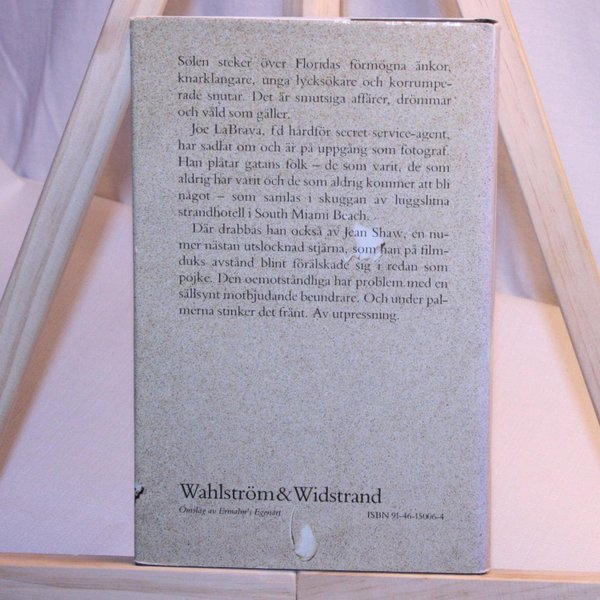 Solen steker över Floridas förmögna änkor,
knarklangare, unga lycksökare och korrumpe-
rade snutar. Det är smutsiga affärer, drömmar
och våld som gäller.
Joe LaBrava, f d hårdför secret service-agent,
har sadlat om och är på uppgång som fotograf.
Han plåtar gatans folk – de som varit, de som
aldrig har varit och de som aldrig kommer att bli
något – som samlas i skuggan av luggslitna
strandhotell i South Miami Beach.
Där drabbas han också av Jean Shaw, en nu-
mer nästan utslocknad stjärna, som han på film-
duks avstånd blint förälskade sig i redan som
pojke. Den oemotståndliga har problem med en
sällsynt motbjudande beundrare. Och under pal-
merna stinker det fränt. Av utpressning.
Wahlström & Widstrand
Omslag av Ermalm's Egenart
ISBN 91-46-15006-4